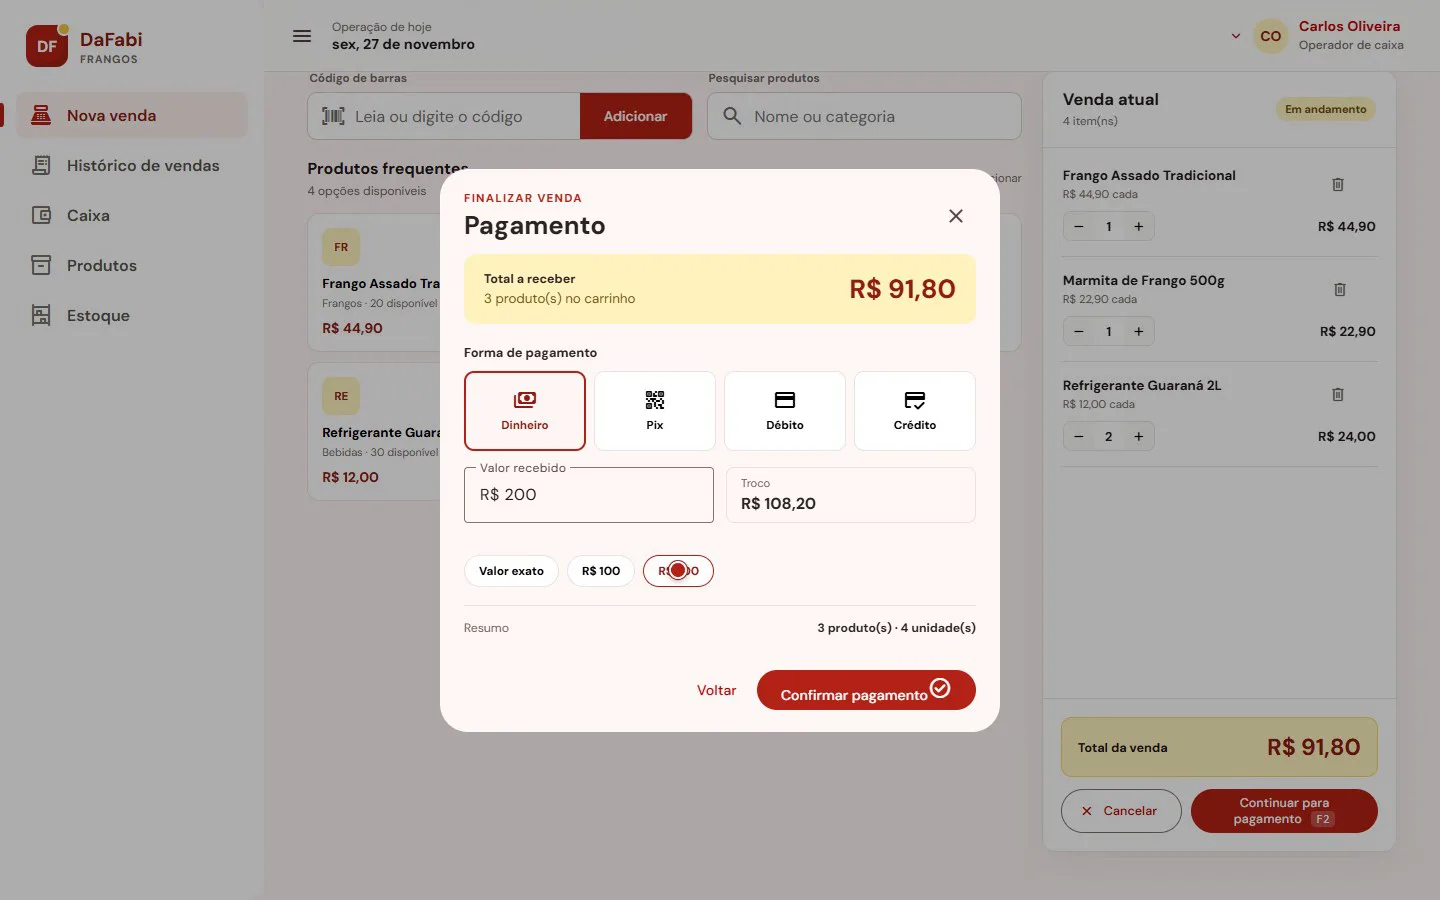 DF
DaFabi
FRANGOS
Nova venda
Histórico de vendas
Caixa
Produtos
Estoque
Operação de hoje
sex, 27 de novembro
CO
Carlos Oliveira
Operador de caixa
Código de barras
Leia ou digite o código
Adicionar
Pesquisar produtos
Nome ou categoria
Produtos frequentes
4 opções disponíveis
FR
Frango Assado Tra
Frangos · 20 disponível
R$ 44,90
RE
Refrigerante Guara
Bebidas · 30 disponível
R$ 12,00
FINALIZAR VENDA
Pagamento
Total a receber
3 produto(s) no carrinho
R$ 91,80
Forma de pagamento
Dinheiro
Pix
Débito
Crédito
Valor recebido
R$ 200
Troco
R$ 108,20
Valor exato
R$ 100
Resumo
3 produto(s) · 4 unidade(s)
Voltar
Confirmar pagamento
Venda atual
4 item(ns)
Em andamento
Frango Assado Tradicional
R$ 44,90 cada
− 1 +
R$ 44,90
Marmita de Frango 500g
R$ 22,90 cada
− 1 +
R$ 22,90
Refrigerante Guaraná 2L
R$ 12,00 cada
− 2 +
R$ 24,00
Total da venda
R$ 91,80
Cancelar
Continuar para
pagamento F2